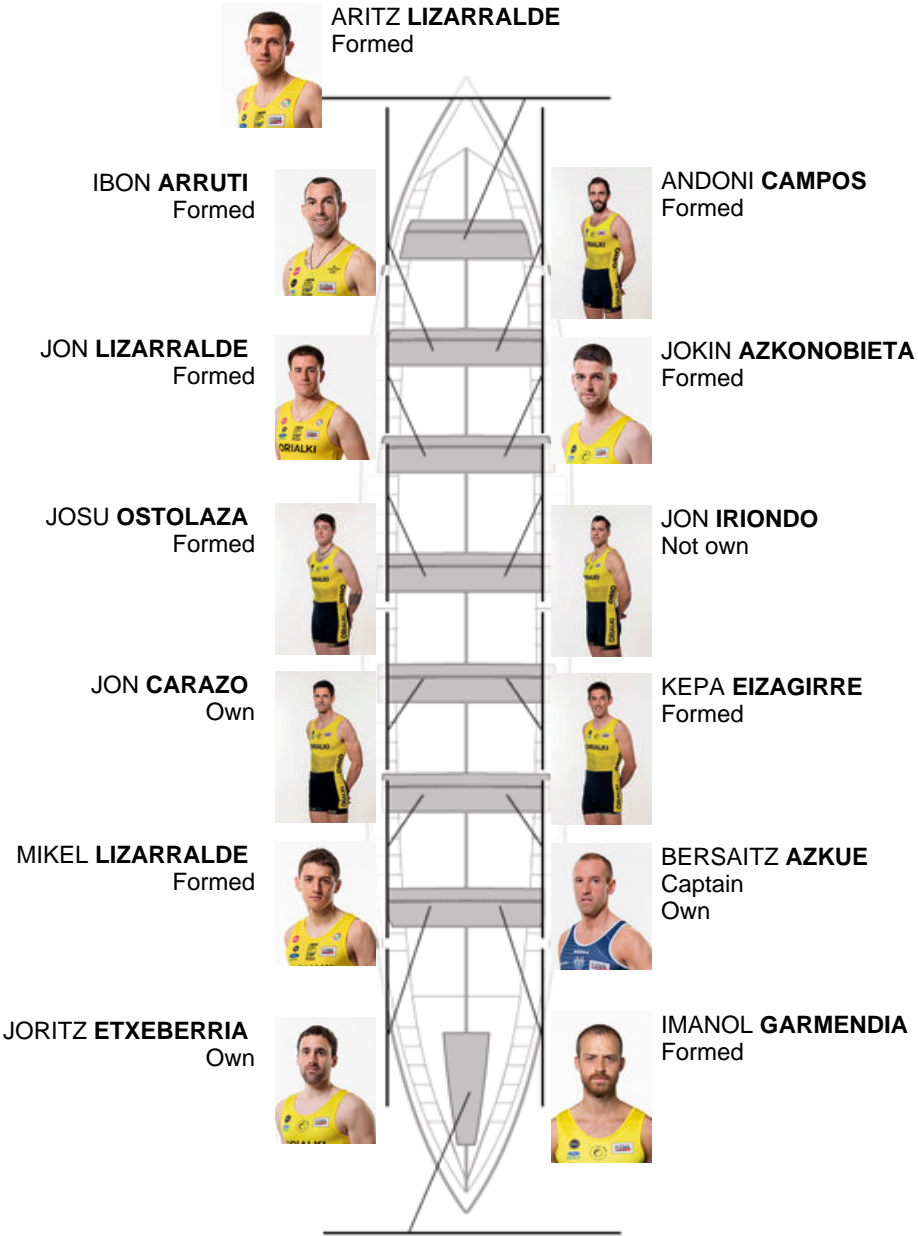 ARITZ LIZARRALDE
Formed
IBON ARRUTI
Formed
ANDONI CAMPOS
Formed
JON LIZARRALDE
Formed
JOKIN AZKONOBIETA
Formed
ORIALKI
JOSU OSTOLAZA
Formed
JON IRIONDO
Not own
JON CARAZO
Own
KEPA EIZAGIRRE
Formed
MIKEL LIZARRALDE
Formed
BERSAITZ AZKUE
Captain
Own
JORITZ ETXEBERRIA
Own
IMANOL GARMENDIA
Formed